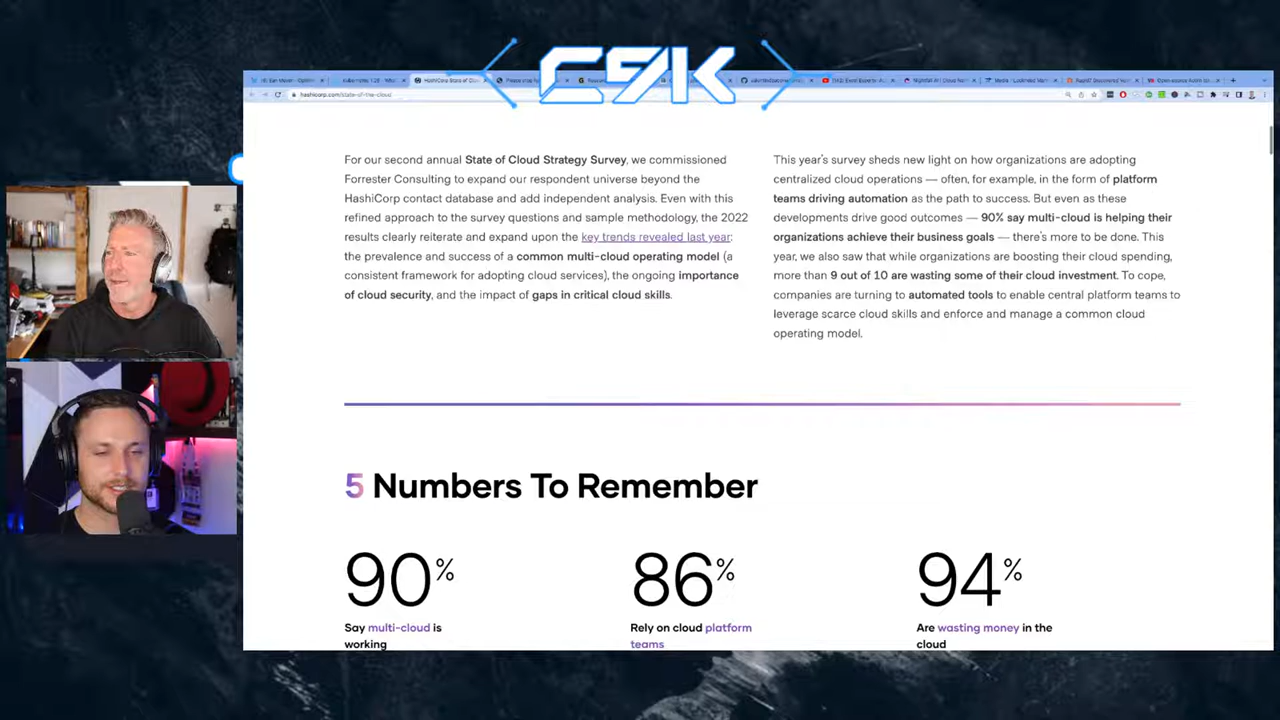 C9K
HashiCorp State of Clou
hashicorp.com/state-of-the-cloud
For our second annual State of Cloud Strategy Survey, we commissioned
Forrester Consulting to expand our respondent universe beyond the
HashiCorp contact database and add independent analysis. Even with this
refined approach to the survey questions and sample methodology, the 2022
results clearly reiterate and expand upon the key trends revealed last year:
the prevalence and success of a common multi-cloud operating model (a
consistent framework for adopting cloud services), the ongoing importance
of cloud security, and the impact of gaps in critical cloud skills.
This year's survey sheds new light on how organizations are adopting
centralized cloud operations — often, for example, in the form of platform
teams driving automation as the path to success. But even as these
developments drive good outcomes — 90% say multi-cloud is helping their
organizations achieve their business goals — there's more to be done. This
year, we also saw that while organizations are boosting their cloud spending,
more than 9 out of 10 are wasting some of their cloud investment. To cope,
companies are turning to automated tools to enable central platform teams to
leverage scarce cloud skills and enforce and manage a common cloud
operating model.
5 Numbers To Remember
90%
Say multi-cloud is
working
86%
Rely on cloud platform
teams
94%
Are wasting money in the
cloud